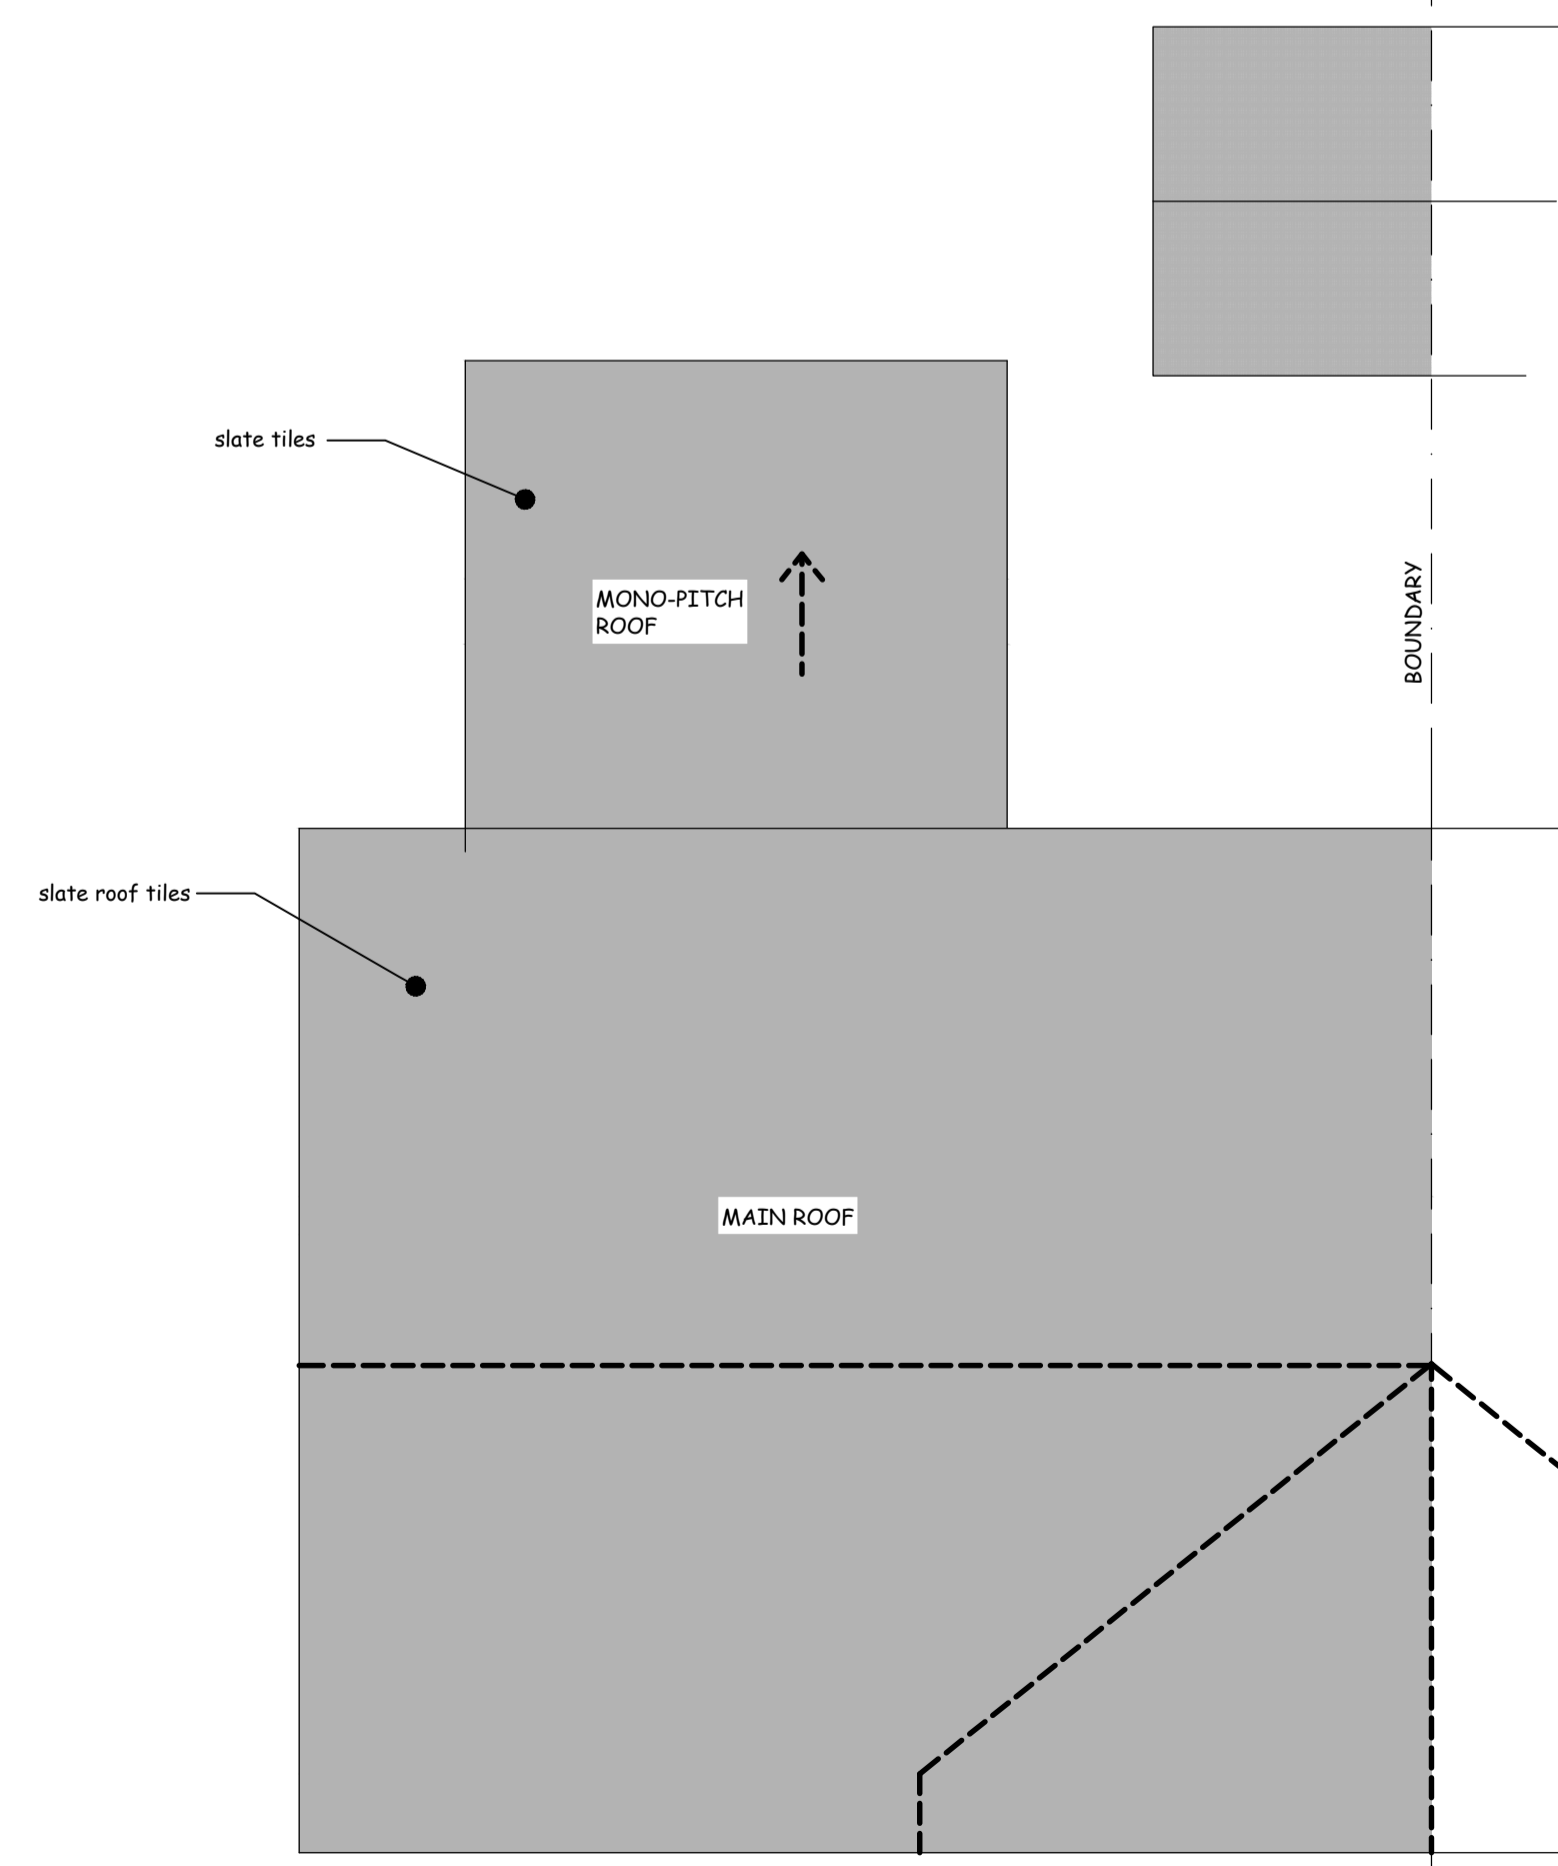 slate tiles
MONO-PITCH
ROOF
BOUNDARY
slate roof tiles
MAIN ROOF